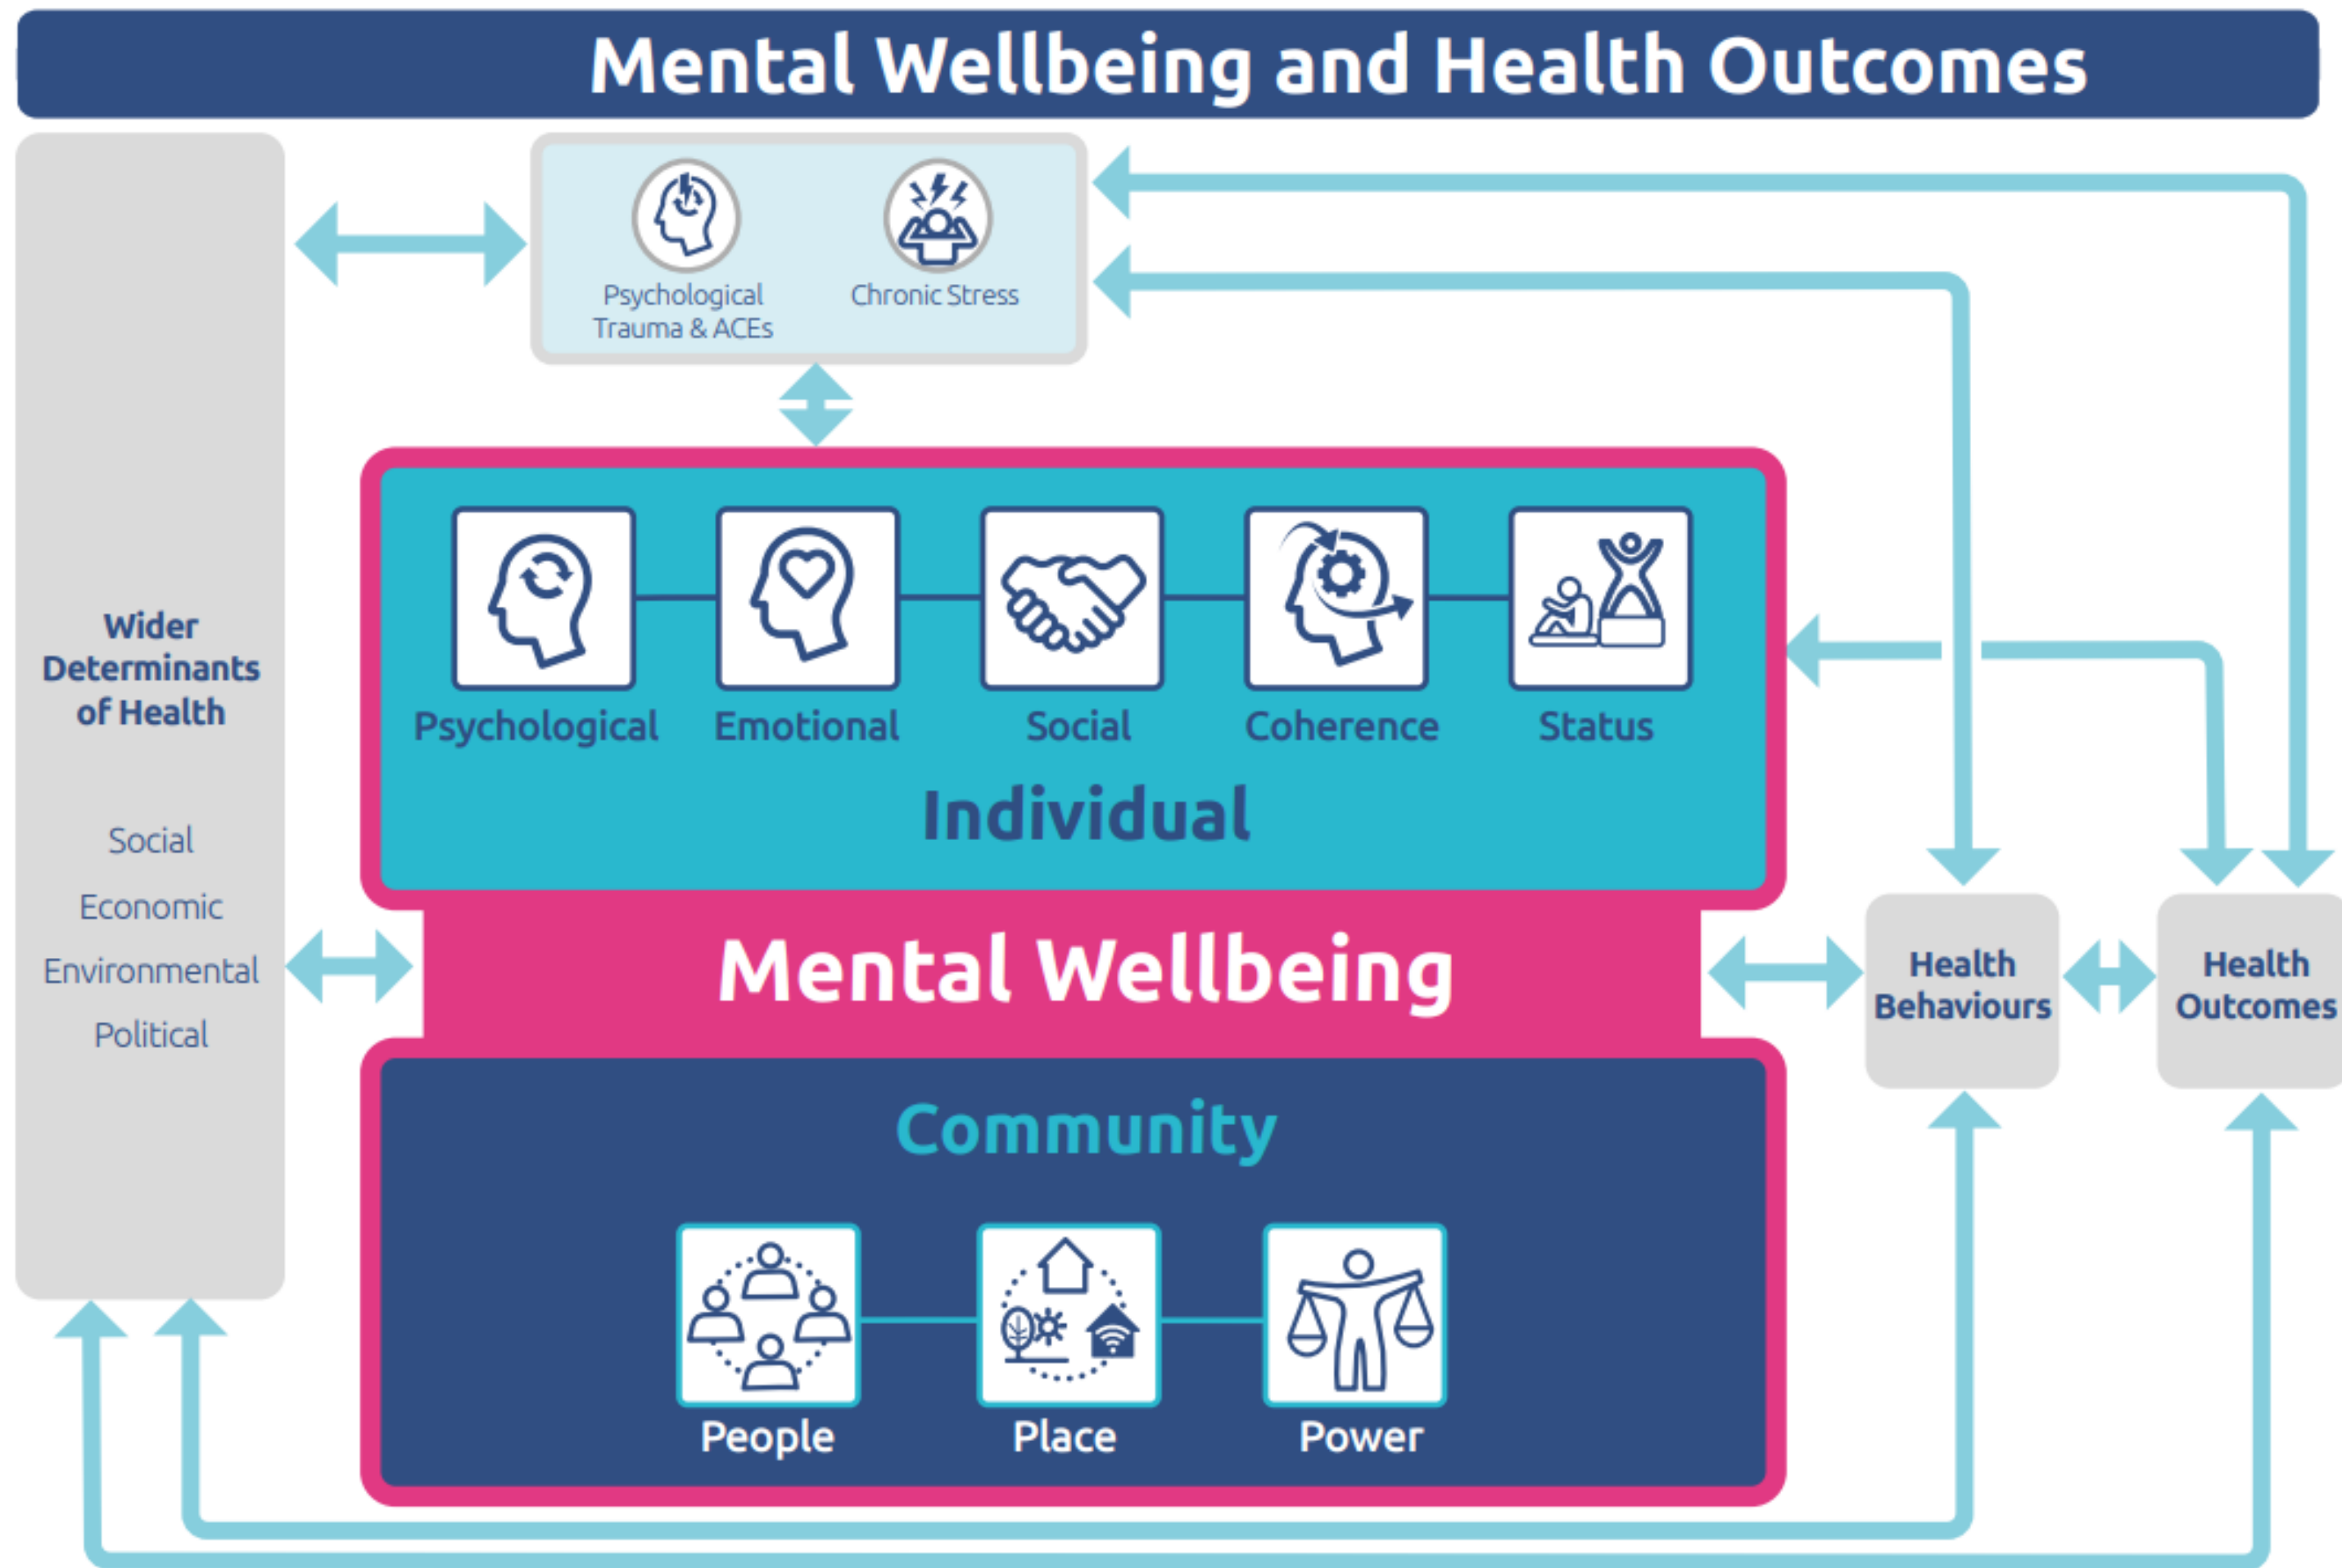 Mental Wellbeing and Health Outcomes
Psychological
Trauma & ACEs
Chronic Stress
Wider
Determinants
of Health
Social
Economic
Environmental
Political
Psychological
Emotional
Social
Coherence
Status
Individual
Mental Wellbeing
Community
People
Place
Power
Health
Behaviours
Health
Outcomes